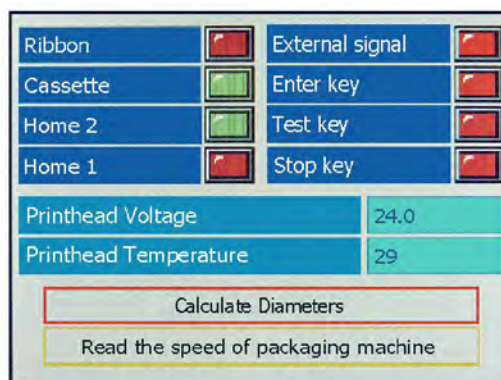 Ribbon
External signal
Cassette
Enter key
Home 2
Test key
Home 1
Stop key
Printhead Voltage
24.0
Printhead Temperature
29
Calculate Diameters
Read the speed of packaging machine